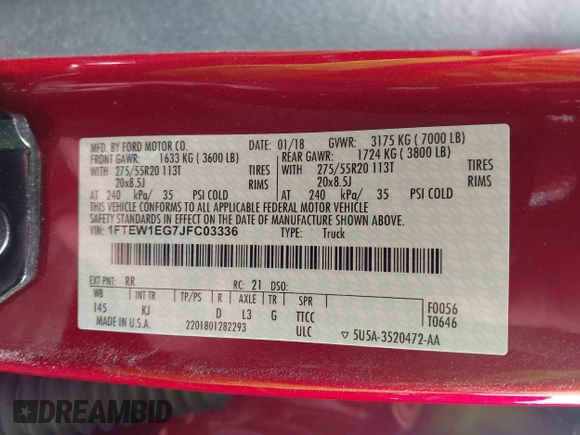 MFG. BY FORD MOTOR CO. DATE: 01/18 GVWR: 3175 KG ( 7000 LB)
FRONT GAWR: 1633 KG ( 3600 LB) REAR GAWR: 1724 KG ( 3800 LB)
WITH 275/55R20 113T TIRES WITH 275/55R20 113T TIRES
20x8.5J RIMS 20x8.5J RIMS
AT 240 kPa/ 35 PSI COLD AT 240 kPa/ 35 PSI COLD
THIS VEHICLE CONFORMS TO ALL APPLICABLE FEDERAL MOTOR VEHICLE
SAFETY STANDARDS IN EFFECT ON THE DATE OF MANUFACTURE SHOWN ABOVE.
VIN: 1FTEW1EG7JFC03336 TYPE: Truck
EXT PNT: RR RC: 21 DSO:
WB INT TR TP/PS R AXLE TR SPR F0056
145 KJ D L3 G TTCC T0646
MADE IN U.S.A. 2201801282293 ULC ▽ 5U5A-3520472-AA
DREAMBID